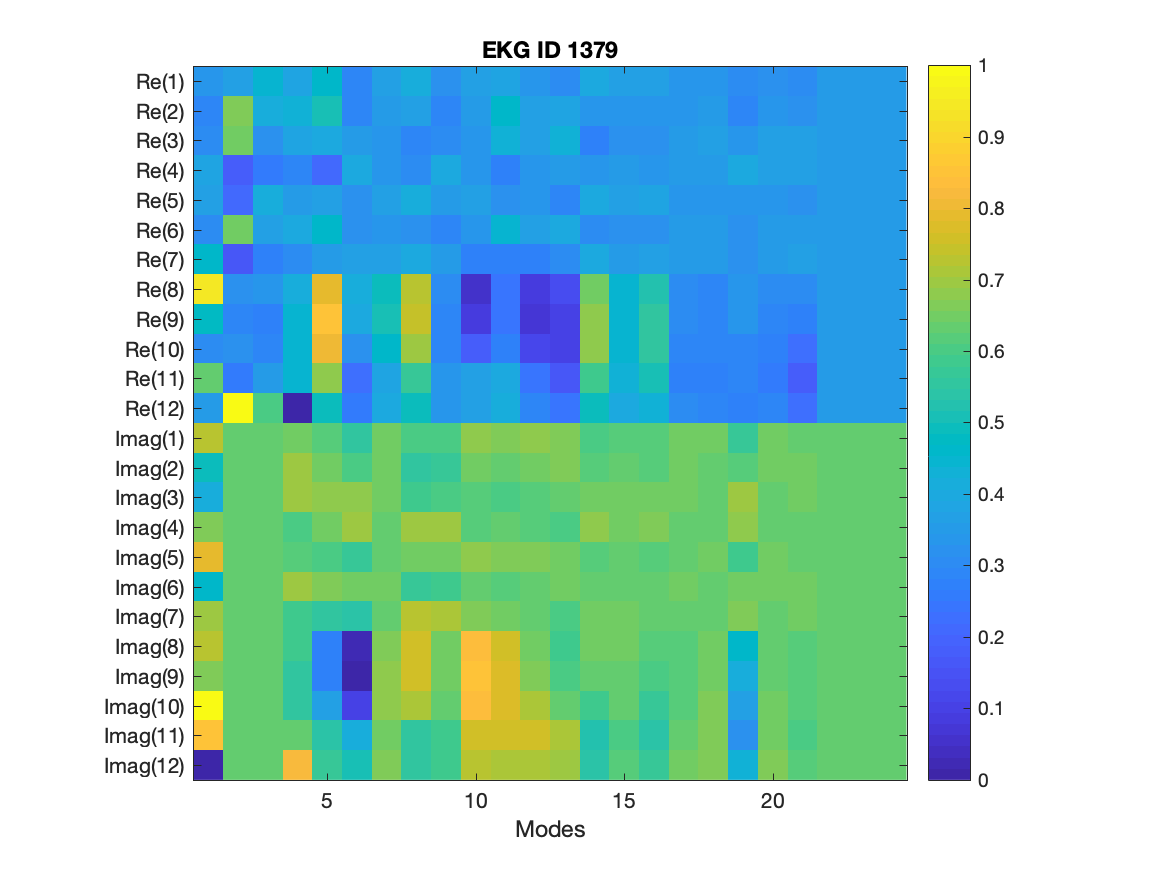 EKG ID 1379
Re(1)
Re(2)
Re(3)
Re(4)
Re(5)
Re(6)
Re(7)
Re(8)
Re(9)
Re(10)
Re(11)
Re(12)
Imag(1)
Imag(2)
Imag(3)
Imag(4)
Imag(5)
Imag(6)
Imag(7)
Imag(8)
Imag(9)
Imag(10)
Imag(11)
Imag(12)
5 10 15 20
Modes
1
0.9
0.8
0.7
0.6
0.5
0.4
0.3
0.2
0.1
0